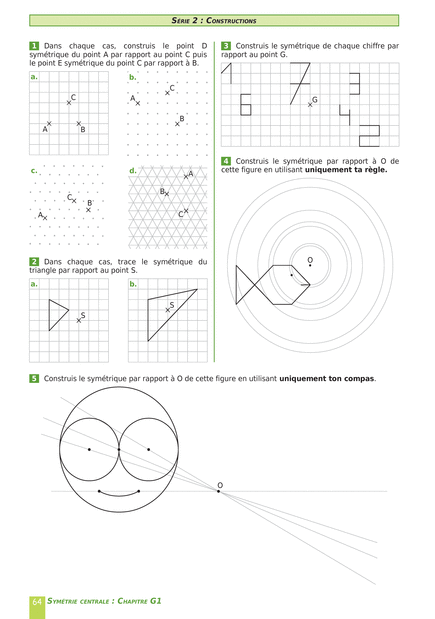 SÉRIE 2 : CONSTRUCTIONS
1 Dans chaque cas, construis le point D
symétrique du point A par rapport au point C puis
le point E symétrique du point C par rapport à B.
a.
C
A
B
b.
A
C
B
c.
C
B
A
d.
A
B
C
2 Dans chaque cas, trace le symétrique du
triangle par rapport au point S.
a.
S
b.
S
3 Construis le symétrique de chaque chiffre par
rapport au point G.
G
4 Construis le symétrique par rapport à O de
cette figure en utilisant uniquement ta règle.
O
5 Construis le symétrique par rapport à O de cette figure en utilisant uniquement ton compas.
O
64 SYMÉTRIE CENTRALE : CHAPITRE G1